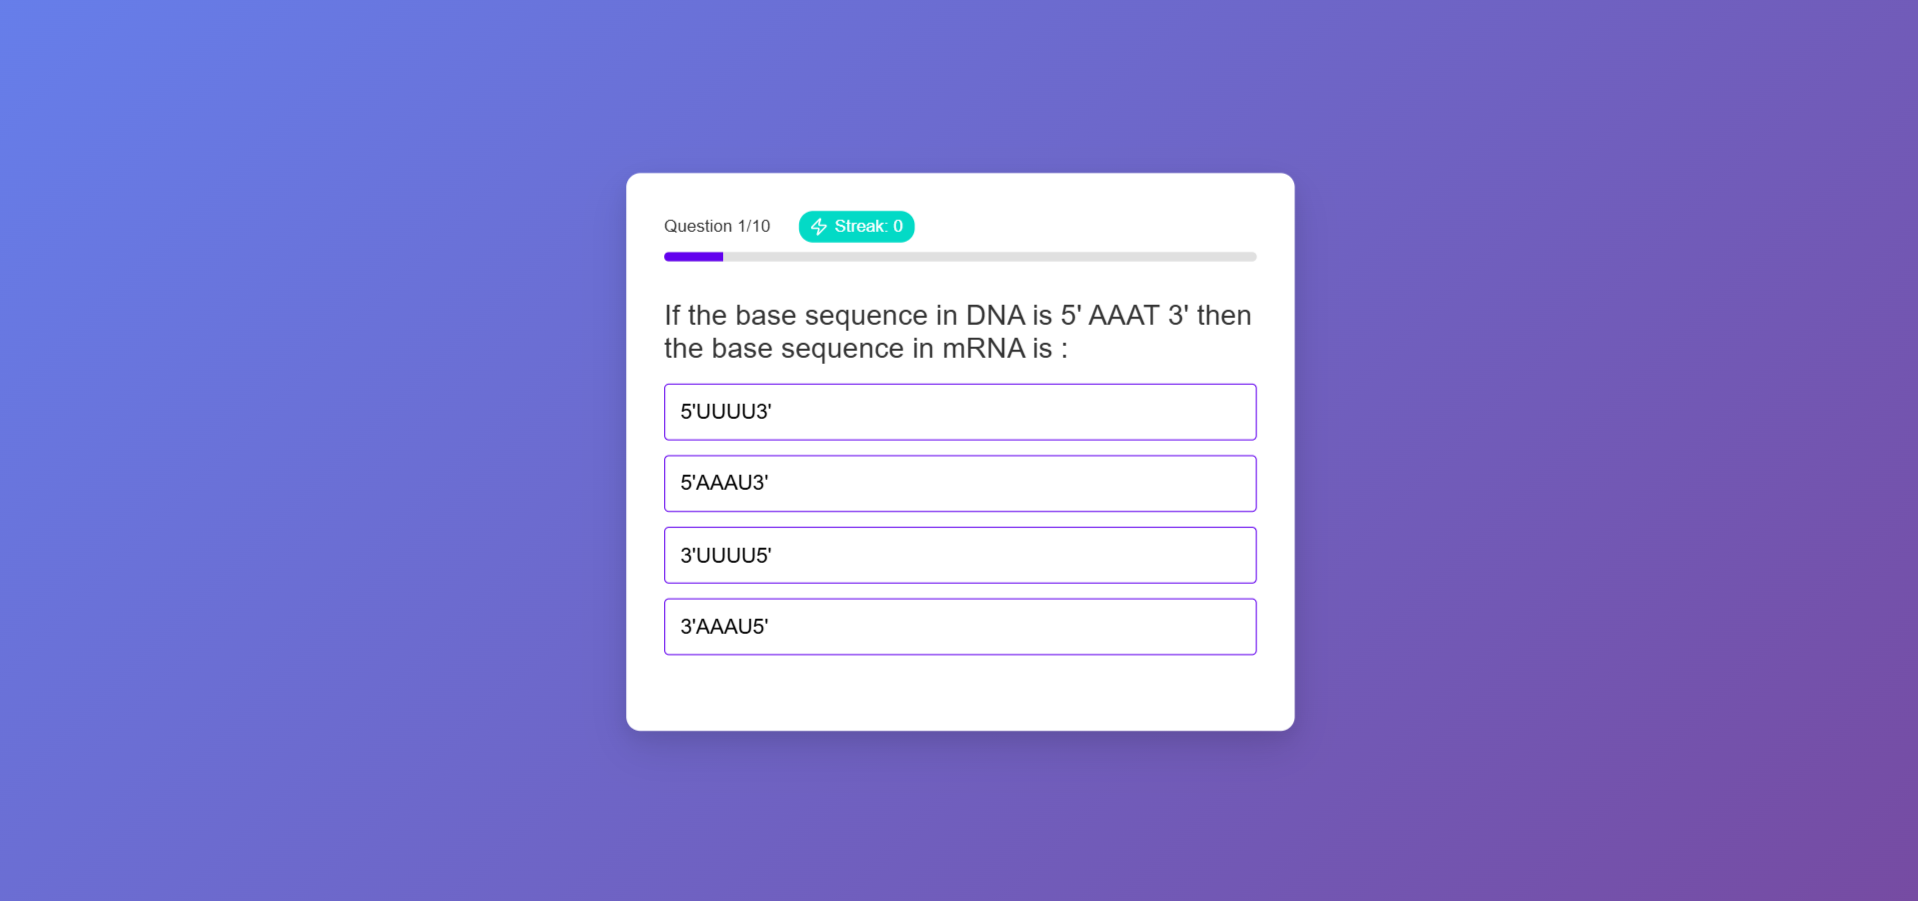 Question 1/10
Streak: 0
If the base sequence in DNA is 5' AAAT 3' then
the base sequence in mRNA is :
5'UUUU3'
5'AAAU3'
3'UUUU5'
3'AAAU5'